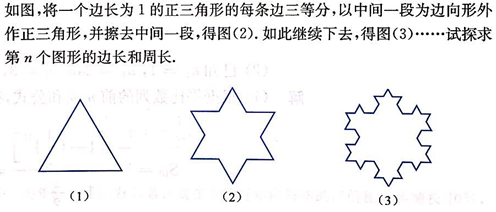 如图,将一个边长为1的正三角形的每条边三等分,以中间一段为边向形外
作正三角形,并擦去中间一段,得图(2).如此继续下去,得图(3)……试探求
第n个图形的边长和周长.
(1)
(2)
(3)